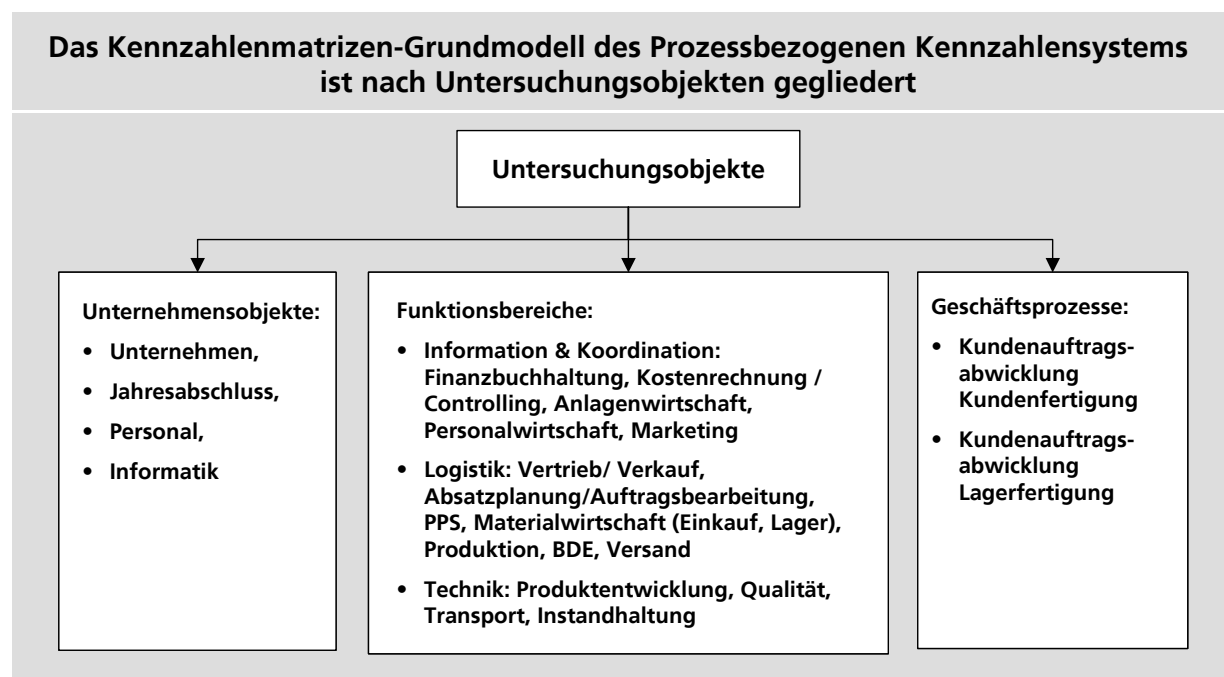 Das Kennzahlenmatrizen-Grundmodell des Prozessbezogenen Kennzahlensystems
ist nach Untersuchungsobjekten gegliedert
Untersuchungsobjekte
Unternehmensobjekte:
• Unternehmen,
• Jahresabschluss,
• Personal,
• Informatik
Funktionsbereiche:
• Information & Koordination:
Finanzbuchhaltung, Kostenrechnung /
Controlling, Anlagenwirtschaft,
Personalwirtschaft, Marketing
• Logistik: Vertrieb/ Verkauf,
Absatzplanung/Auftragsbearbeitung,
PPS, Materialwirtschaft (Einkauf, Lager),
Produktion, BDE, Versand
• Technik: Produktentwicklung, Qualität,
Transport, Instandhaltung
Geschäftsprozesse:
• Kundenauftrags-
abwicklung
Kundenfertigung
• Kundenauftrags-
abwicklung
Lagerfertigung